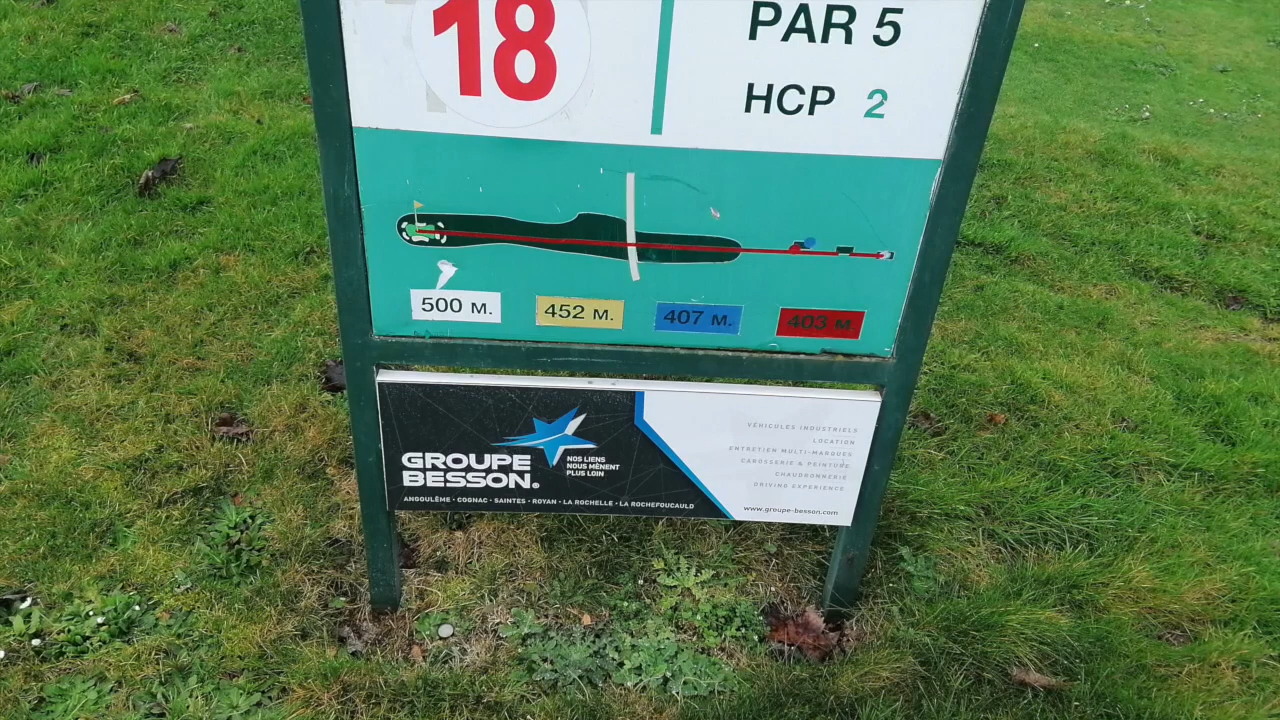 18
PAR 5
HCP 2
500 M.
452 M.
407 M.
403 M.
GROUPE
BESSON.
NOS LIENS
NOUS MÈNENT
PLUS LOIN
ANGOULÊME • COGNAC • SAINTES • ROYAN • LA ROCHELLE • LA ROCHEFOUCAULD
VÉHICULES INDUSTRIELS
LOCATION
ENTRETIEN MULTI-MARQUES
CAROSSERIE & PEINTURE
CHAUDRONNERIE
DRIVING EXPERIENCE
www.groupe-besson.com